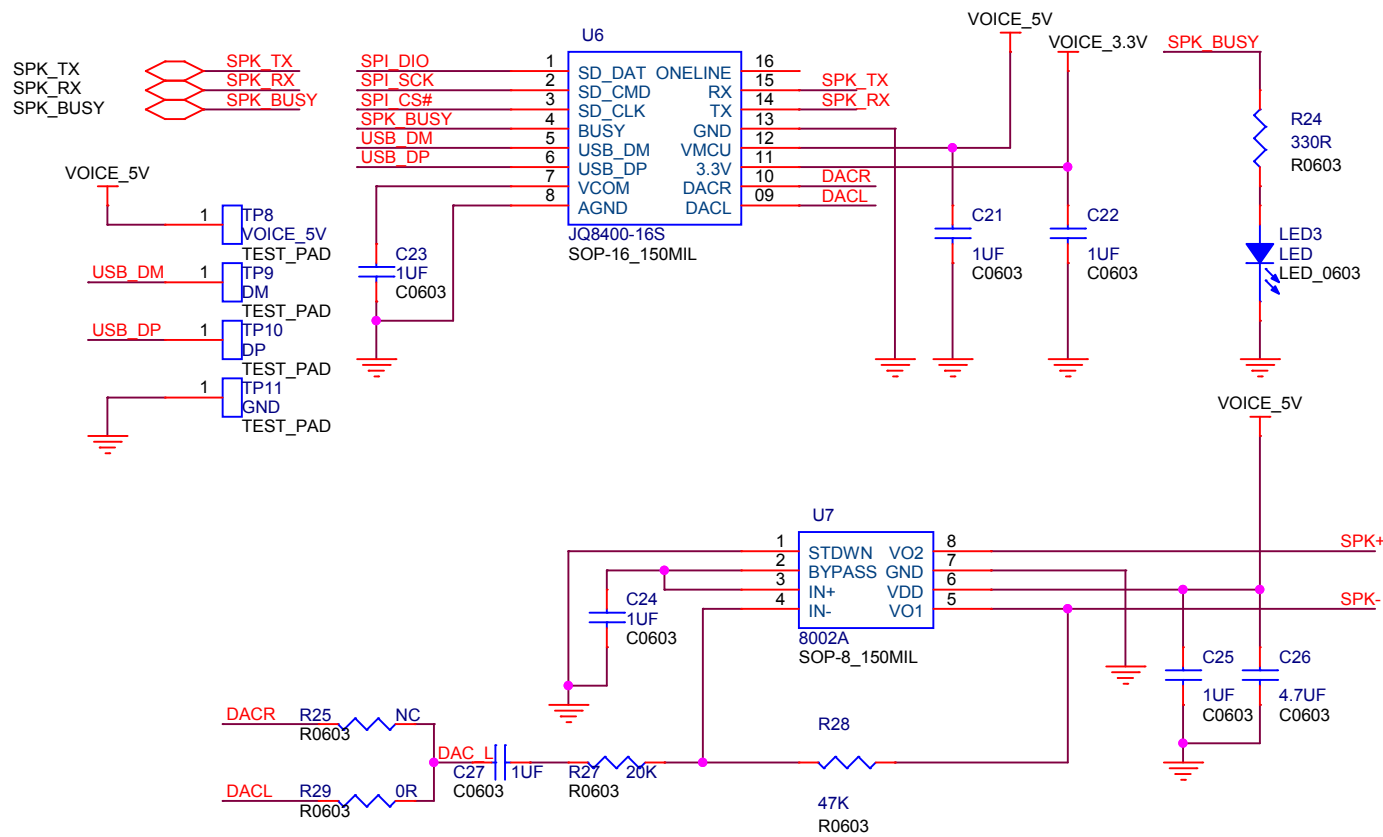 SPK_TX
SPK_RX
SPK_BUSY
SPK_TX
SPK_RX
SPK_BUSY
VOICE_5V
1
TP8
VOICE_5V
TEST_PAD
USB_DM
1
TP9
DM
TEST_PAD
USB_DP
1
TP10
DP
TEST_PAD
1
TP11
GND
TEST_PAD
U6
SPI_DIO
1
SD_DAT
ONELINE
16
SPI_SCK
2
SD_CMD
RX
15
SPK_TX
SPI_CS#
3
SD_CLK
TX
14
SPK_RX
SPK_BUSY
4
BUSY
GND
13
USB_DM
5
USB_DM
VMCU
12
USB_DP
6
USB_DP
3.3V
11
7
VCOM
DACR
10
DACR
8
AGND
DACL
09
DACL
JQ8400-16S
SOP-16_150MIL
C23
1UF
C0603
VOICE_5V
VOICE_3.3V
C21
1UF
C0603
C22
1UF
C0603
SPK_BUSY
R24
330R
R0603
LED3
LED
LED_0603
VOICE_5V
U7
1
STDWN
VO2
8
SPK+
2
BYPASS
GND
7
3
IN+
VDD
6
4
IN-
VO1
5
SPK-
8002A
SOP-8_150MIL
C24
1UF
C0603
C25
1UF
C0603
C26
4.7UF
C0603
DACR
R25
NC
R0603
DAC_L
C27
1UF
C0603
R27
20K
R0603
R28
47K
R0603
DACL
R29
0R
R0603